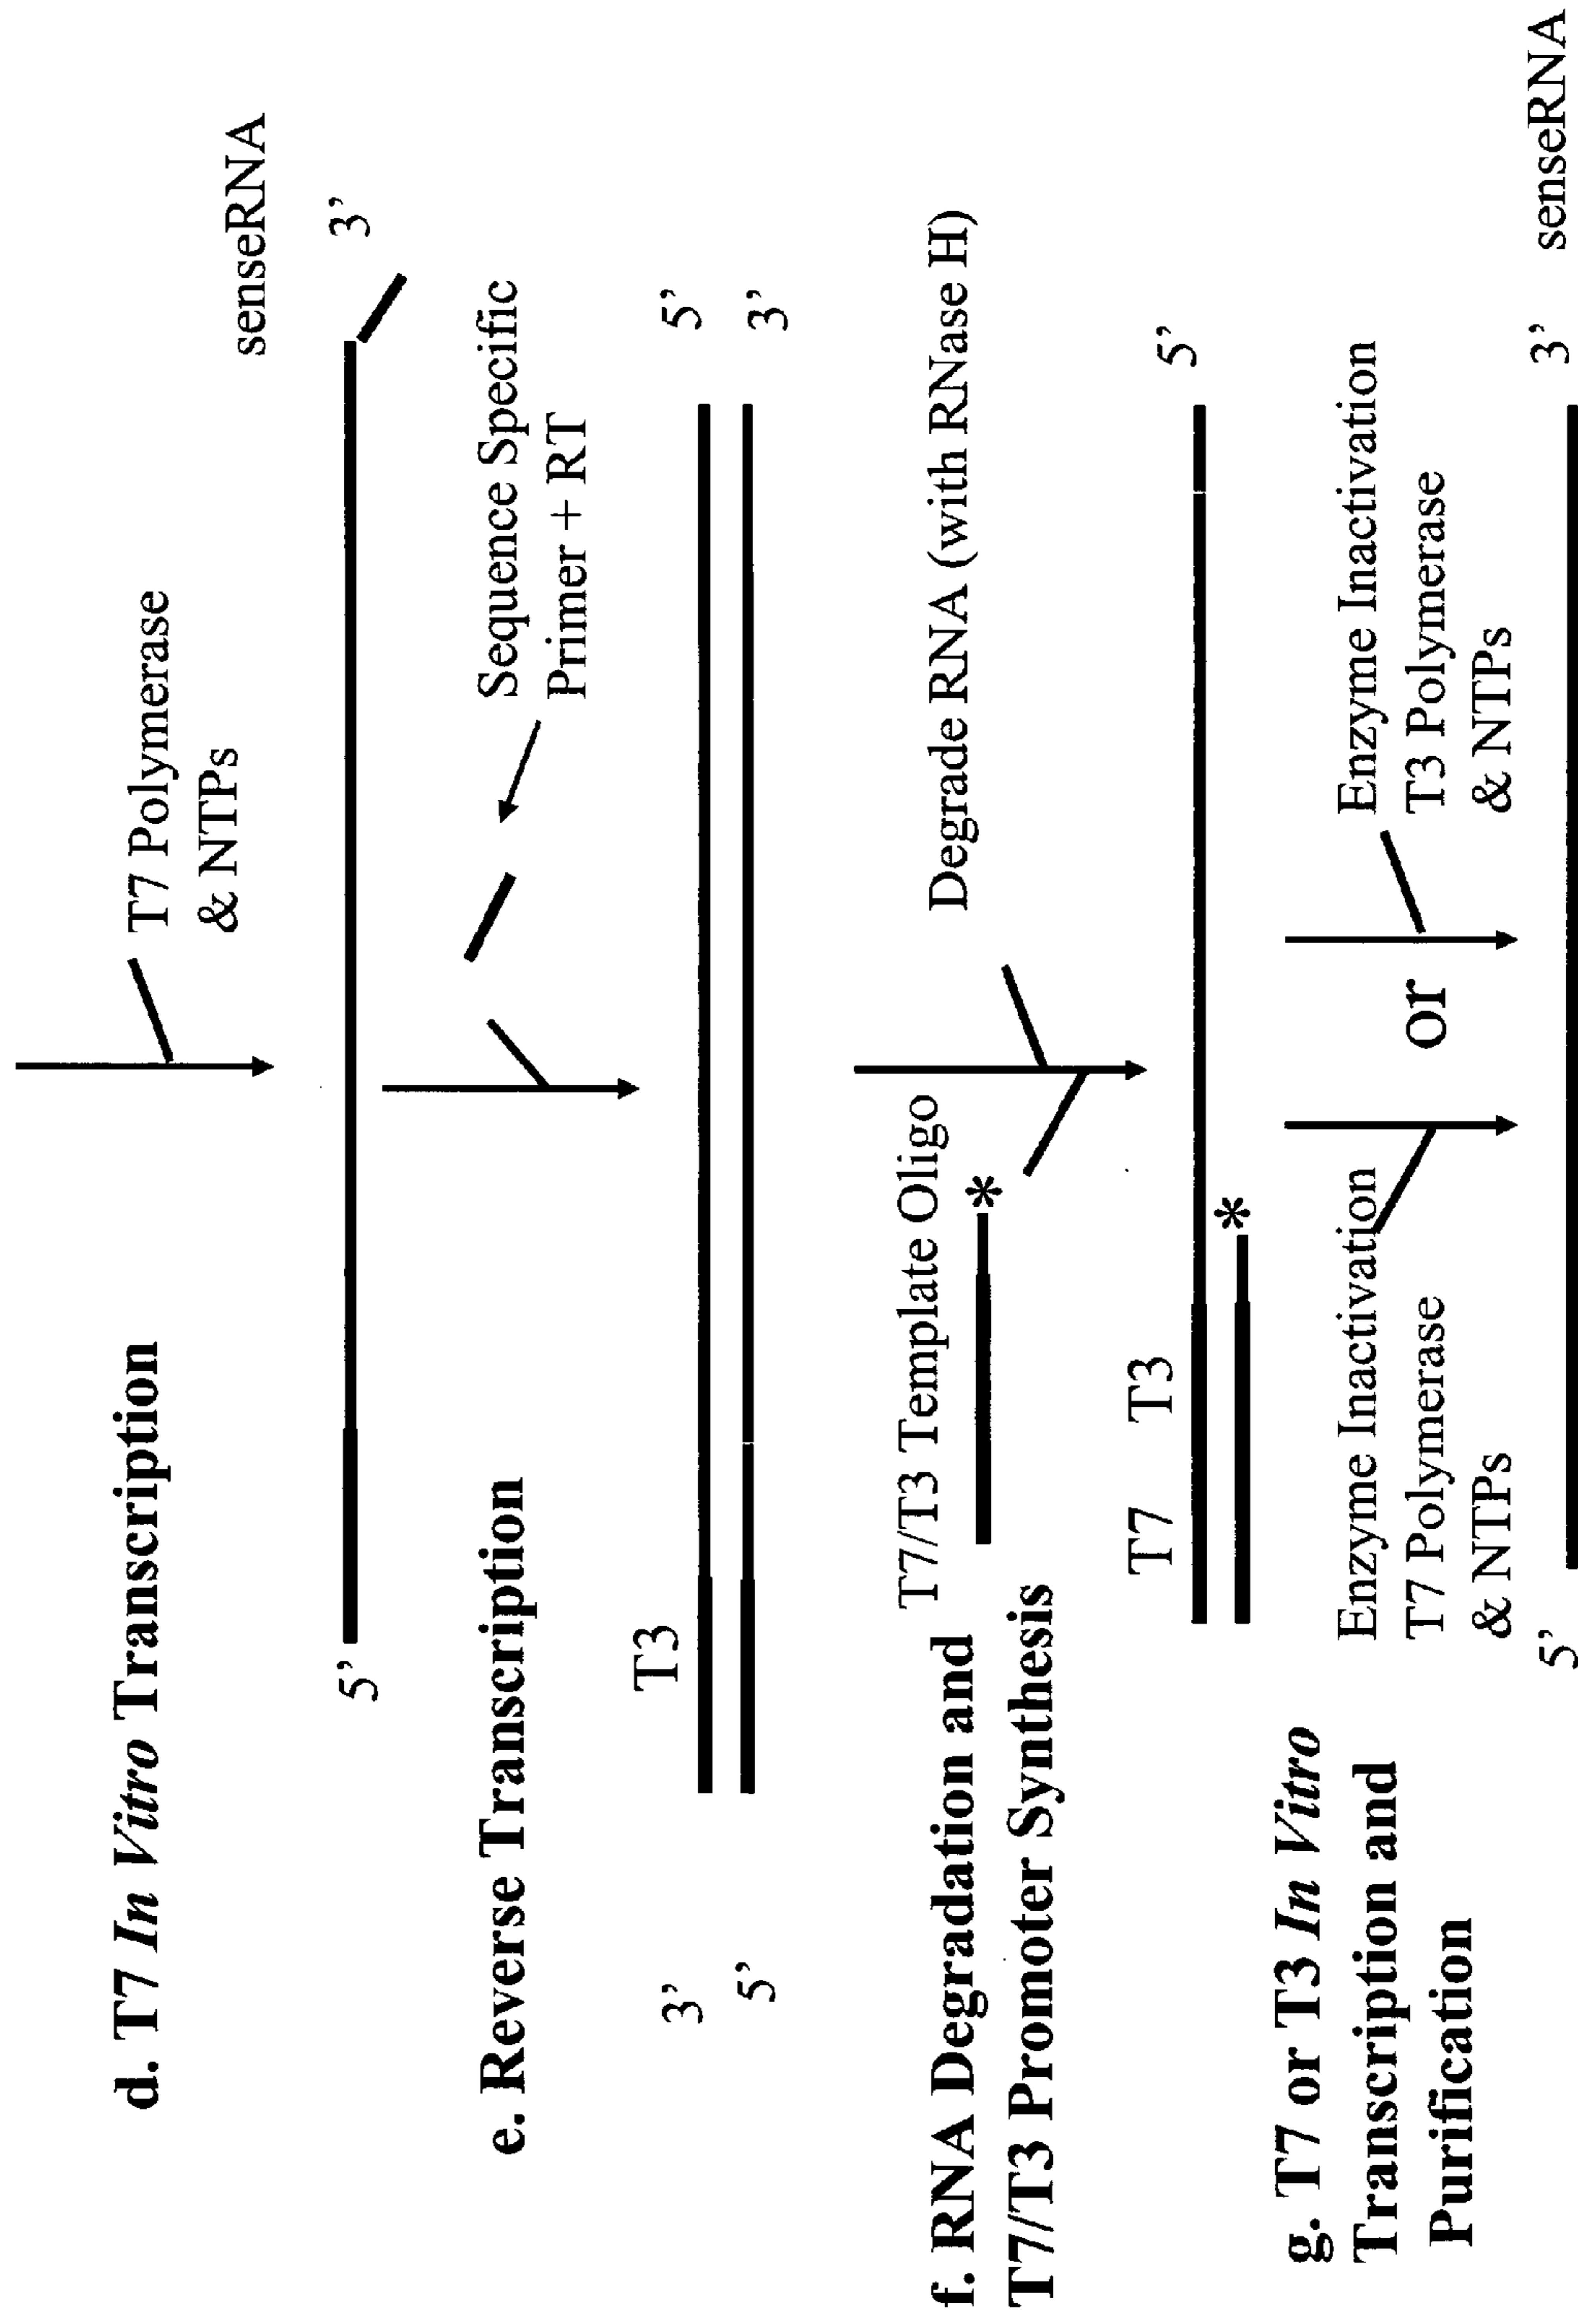 d. T7 In Vitro Transcription
T7 Polymerase
& NTPs
senseRNA
5’
3’
e. Reverse Transcription
Sequence Specific
Primer + RT
T3
3’
5’
5’
3’
f. RNA Degradation and
T7/T3 Promoter Synthesis
T7/T3 Template Oligo
*
Degrade RNA (with RNase H)
T7 T3
5’
*
g. T7 or T3 In Vitro
Transcription and
Purification
Enzyme Inactivation
T7 Polymerase
& NTPs
or
Enzyme Inactivation
T3 Polymerase
& NTPs
5’
3’
senseRNA